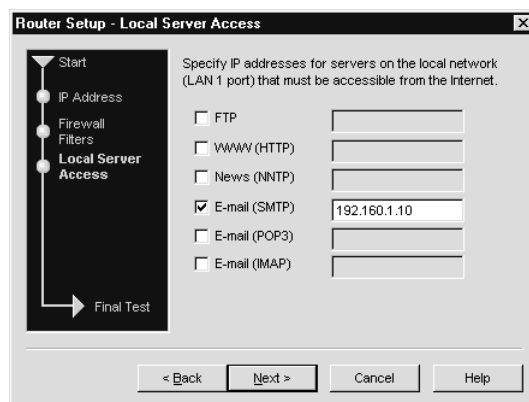 Router Setup - Local Server Access
Start
IP Address
Firewall
Filters
Local Server
Access
Final Test
Specify IP addresses for servers on the local network
(LAN 1 port) that must be accessible from the Internet.
FTP
WWW (HTTP)
News (NNTP)
E-mail (SMTP) 192.160.1.10
E-mail (POP3)
E-mail (IMAP)
< Back
Next >
Cancel
Help